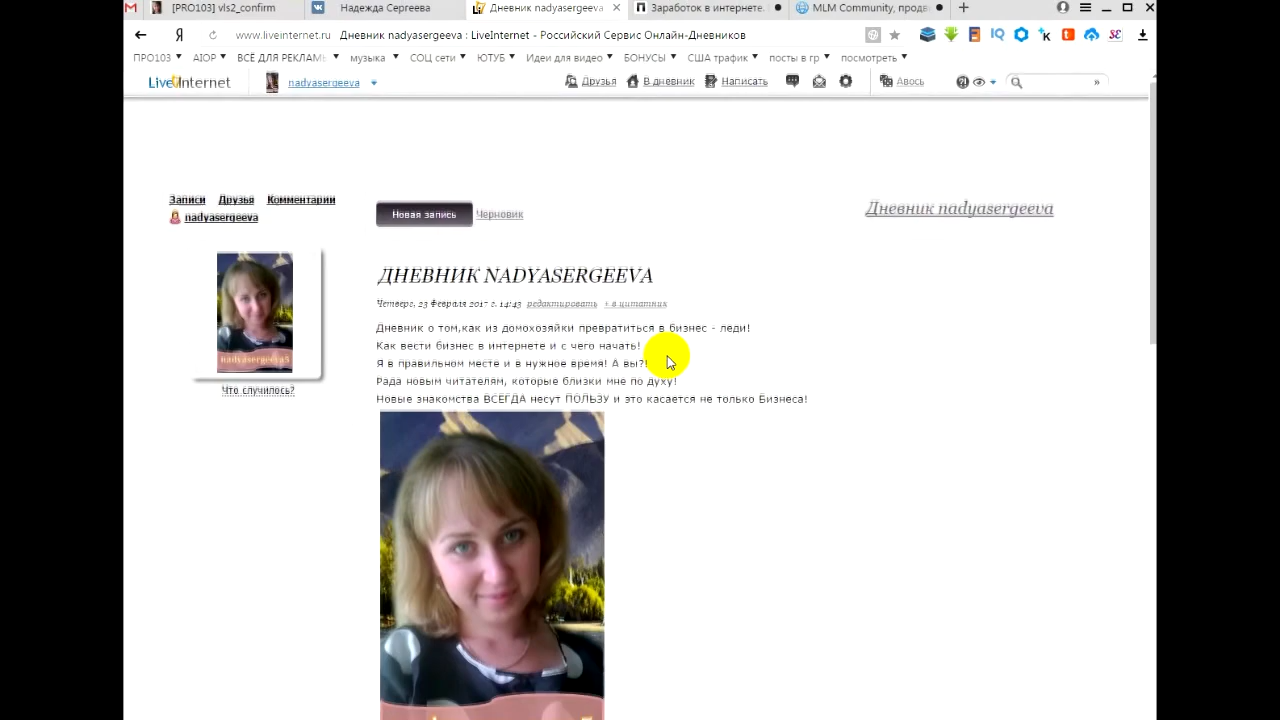 [PRO103] vls2_confirm
Надежда Сергеева
Дневник nadyasergeeva
Заработок в интернете.
MLM Community, продв
www.liveinternet.ru Дневник nadyasergeeva : LiveInternet - Российский Сервис Онлайн-Дневников
ПРО103 AIOP ВСЁ ДЛЯ РЕКЛАМ музыка СОЦ сети ЮТУБ Идеи для видео БОНУСЫ США трафик посты в гр посмотреть
LiveInternet nadyasergeeva Друзья В дневник Написать Авось
Записи Друзья Комментарии
nadyasergeeva
Новая запись Черновик
Дневник nadyasergeeva
nadyasergeeva5
Что случилось?
ДНЕВНИК NADYASERGEEVA
Четверг, 23 Февраля 2017 г. 14:43 редактировать + в цитатник
Дневник о том,как из домохозяйки превратиться в бизнес - леди!
Как вести бизнес в интернете и с чего начать!
Я в правильном месте и в нужное время! А вы?!
Рада новым читателям, которые близки мне по духу!
Новые знакомства ВСЕГДА несут ПОЛЬЗУ и это касается не только Бизнеса!